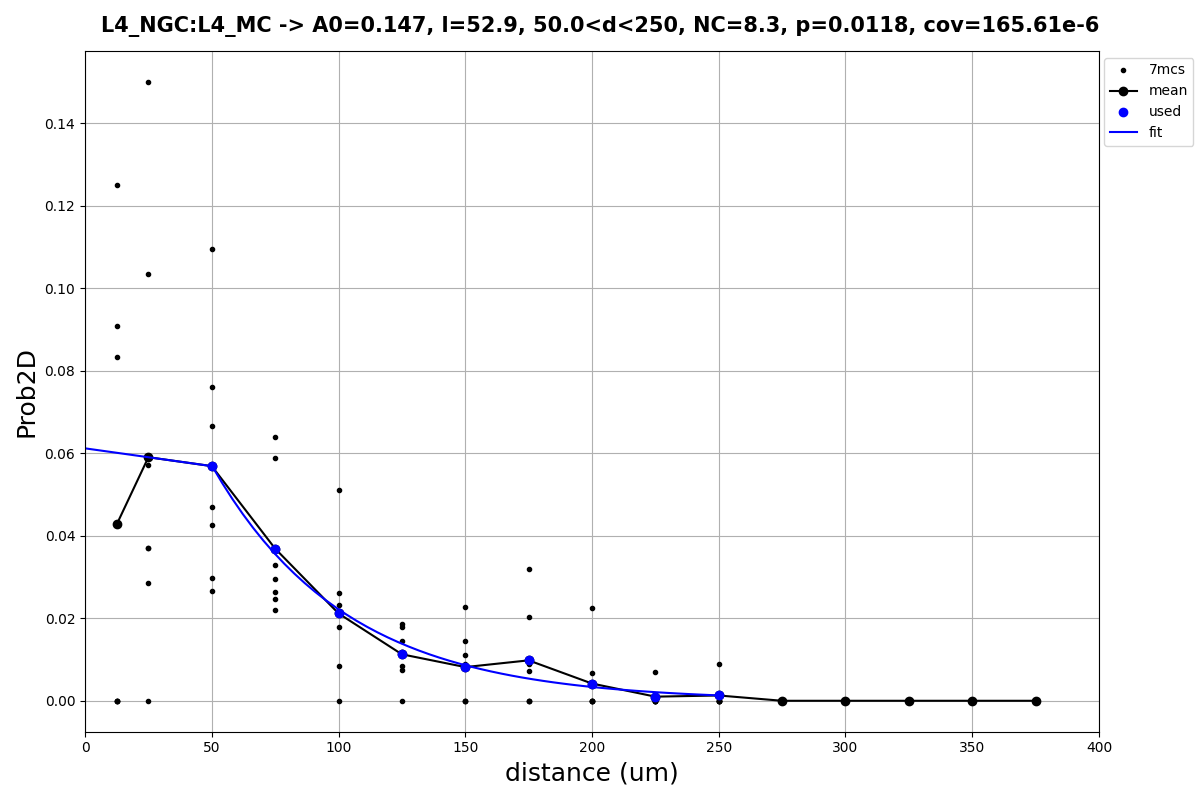 L4_NGC:L4_MC -> A0=0.147, l=52.9, 50.0<d<250, NC=8.3, p=0.0118, cov=165.61e-6
7mcs
mean
used
fit
0.14
0.12
0.10
0.08
0.06
0.04
0.02
0.00
Prob2D
0 50 100 150 200 250 300 350 400
distance (um)